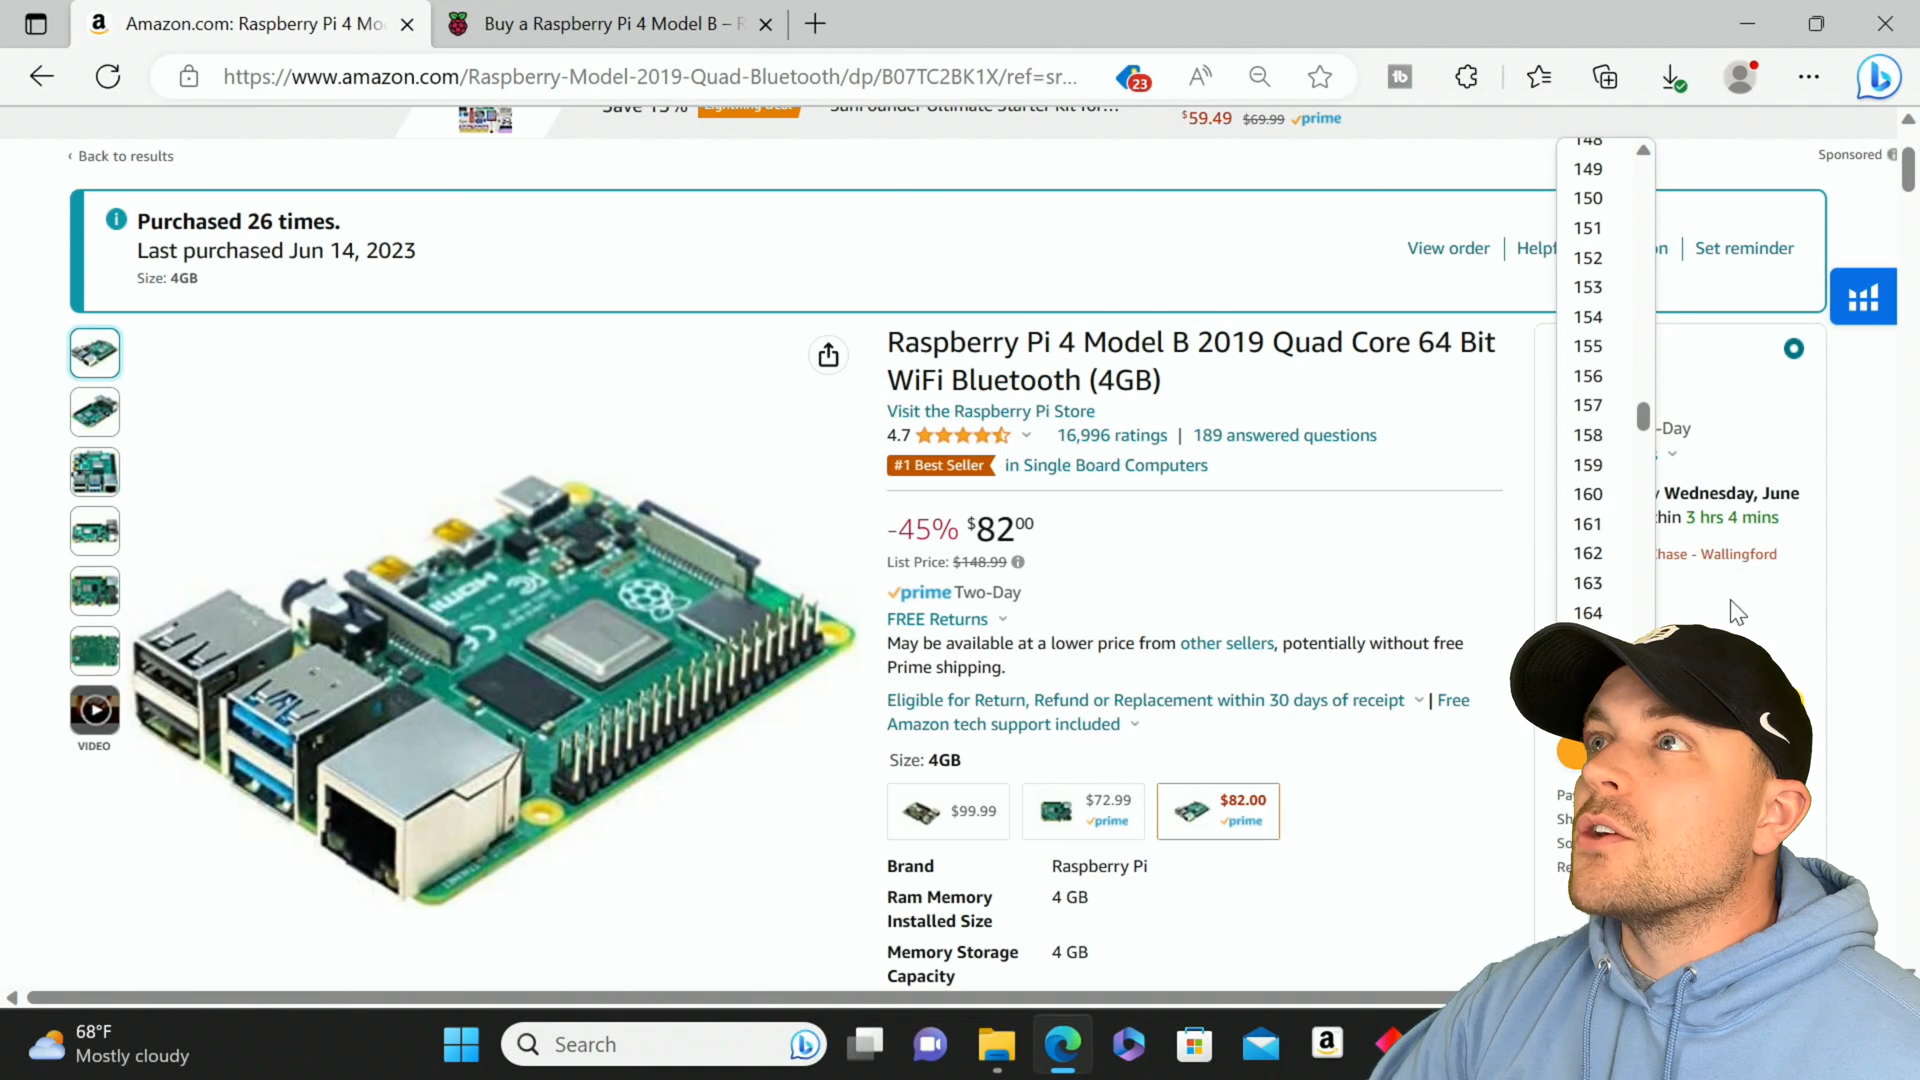 Amazon.com: Raspberry Pi 4 Mo
Buy a Raspberry Pi 4 Model B –
https://www.amazon.com/Raspberry-Model-2019-Quad-Bluetooth/dp/B07TC2BK1X/ref=sr...
23
$59.49 $69.99 prime
‹ Back to results
Sponsored
Purchased 26 times.
Last purchased Jun 14, 2023
Size: 4GB
View order
Set reminder
149
150
151
152
153
154
155
156
157
158
159
160
161
162
163
164
Raspberry Pi 4 Model B 2019 Quad Core 64 Bit
WiFi Bluetooth (4GB)
Visit the Raspberry Pi Store
4.7
16,996 ratings | 189 answered questions
#1 Best Seller in Single Board Computers
-45% $8200
List Price: $148.99
prime Two-Day
FREE Returns
May be available at a lower price from other sellers, potentially without free
Prime shipping.
Eligible for Return, Refund or Replacement within 30 days of receipt | Free
Amazon tech support included
Size: 4GB
$99.99
$72.99
prime
$82.00
prime
Brand Raspberry Pi
Ram Memory
Installed Size
4 GB
Memory Storage
Capacity
4 GB
-Day
Wednesday, June
3 hrs 4 mins
- Wallingford
VIDEO
HDMI
68°F
Mostly cloudy
Search